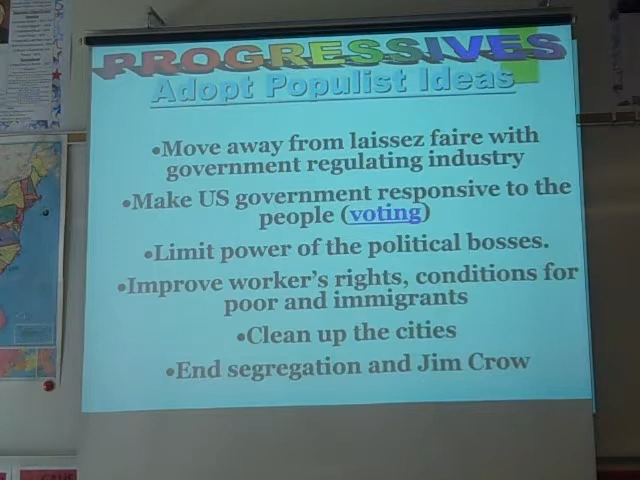 PROGRESSIVES
Adopt Populist Ideas
•Move away from laissez faire with
government regulating industry
•Make US government responsive to the
people (voting)
•Limit power of the political bosses.
•Improve worker's rights, conditions for
poor and immigrants
•Clean up the cities
•End segregation and Jim Crow